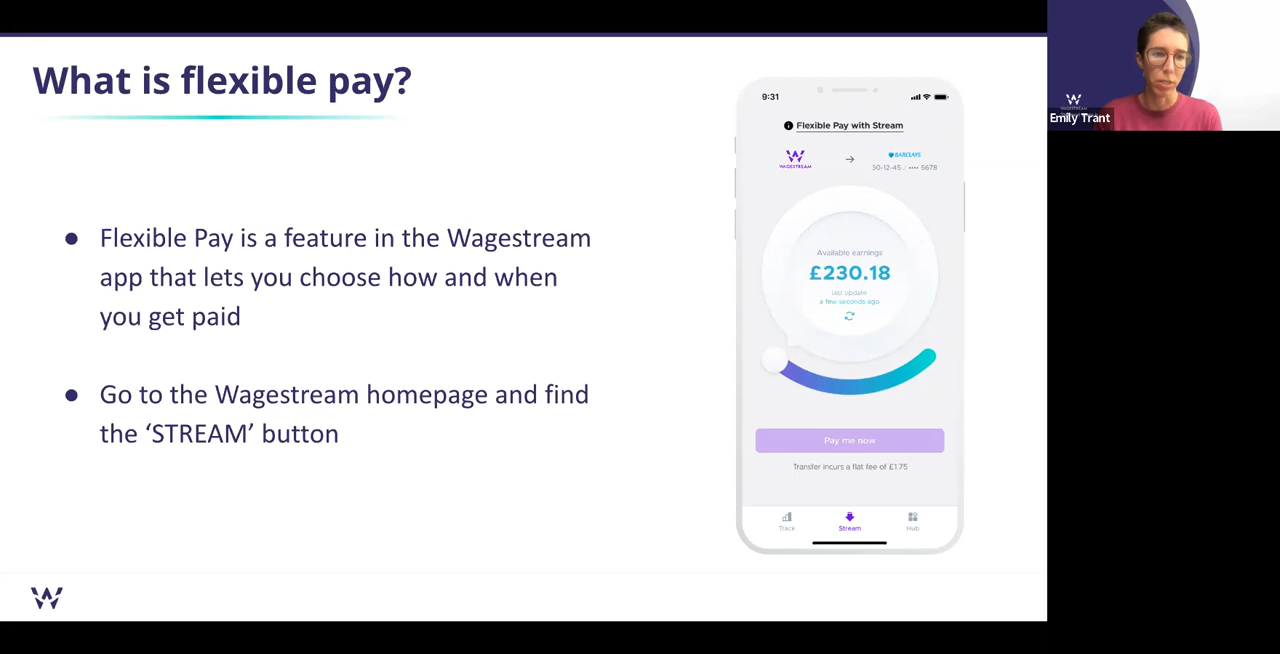 What is flexible pay?
● Flexible Pay is a feature in the Wagestream
app that lets you choose how and when
you get paid
● Go to the Wagestream homepage and find
the ‘STREAM’ button
9:31
Flexible Pay with Stream
WAGESTREAM
→
BARCLAYS
30-12-45 / •••• 5678
Available earnings
£230.18
last update
a few seconds ago
Pay me now
Transfer incurs a flat fee of £1.75
Track
Stream
Hub
WAGESTREAM
Emily Trant